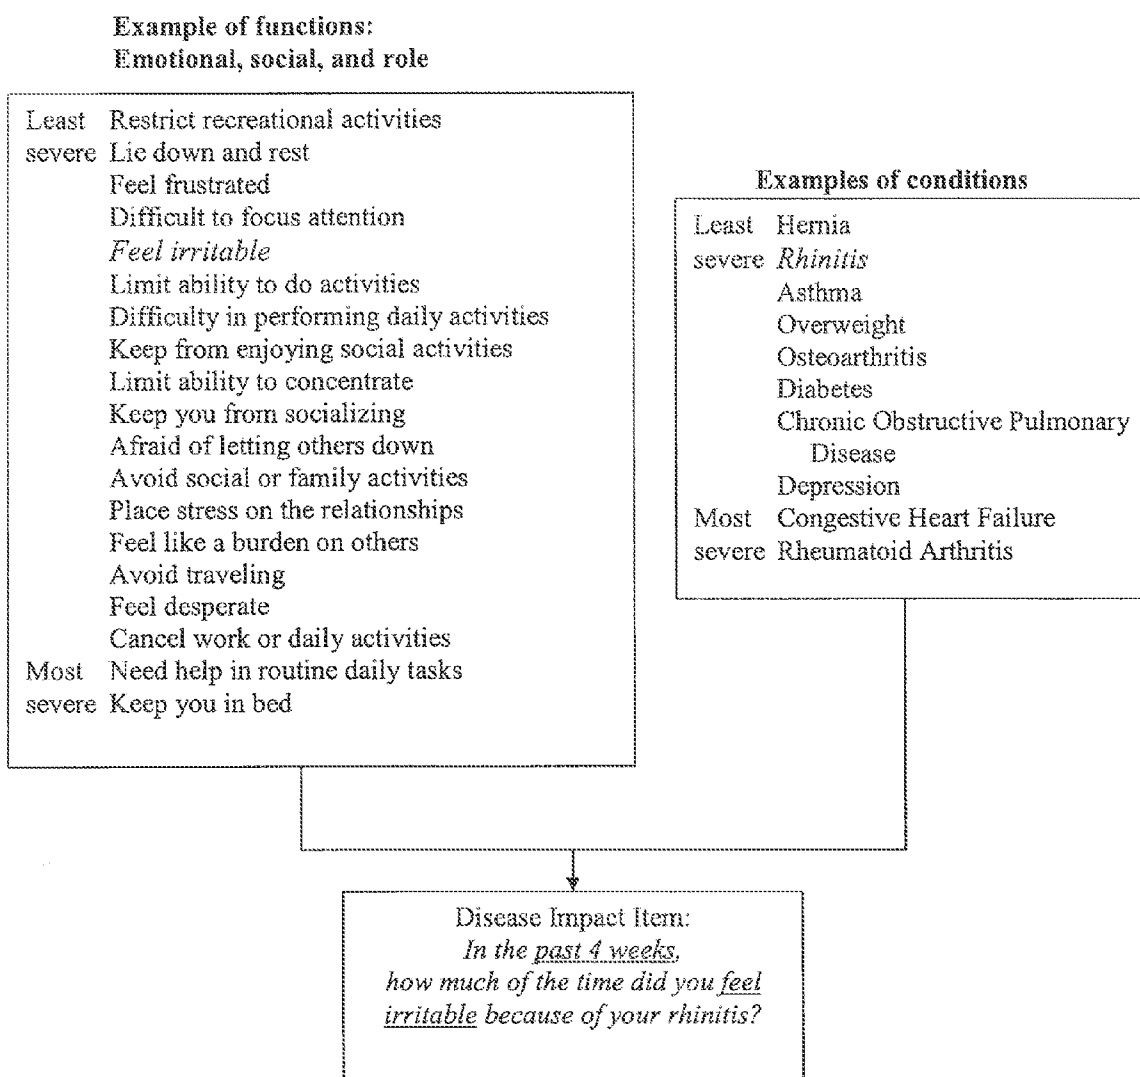 Example of functions:
Emotional, social, and role
Least Restrict recreational activities
severe Lie down and rest
Feel frustrated
Difficult to focus attention
Feel irritable
Limit ability to do activities
Difficulty in performing daily activities
Keep from enjoying social activities
Limit ability to concentrate
Keep you from socializing
Afraid of letting others down
Avoid social or family activities
Place stress on the relationships
Feel like a burden on others
Avoid traveling
Feel desperate
Cancel work or daily activities
Most Need help in routine daily tasks
severe Keep you in bed
Examples of conditions
Least Hernia
severe Rhinitis
Asthma
Overweight
Osteoarthritis
Diabetes
Chronic Obstructive Pulmonary
Disease
Depression
Most Congestive Heart Failure
severe Rheumatoid Arthritis
Disease Impact Item:
In the past 4 weeks,
how much of the time did you feel
irritable because of your rhinitis?